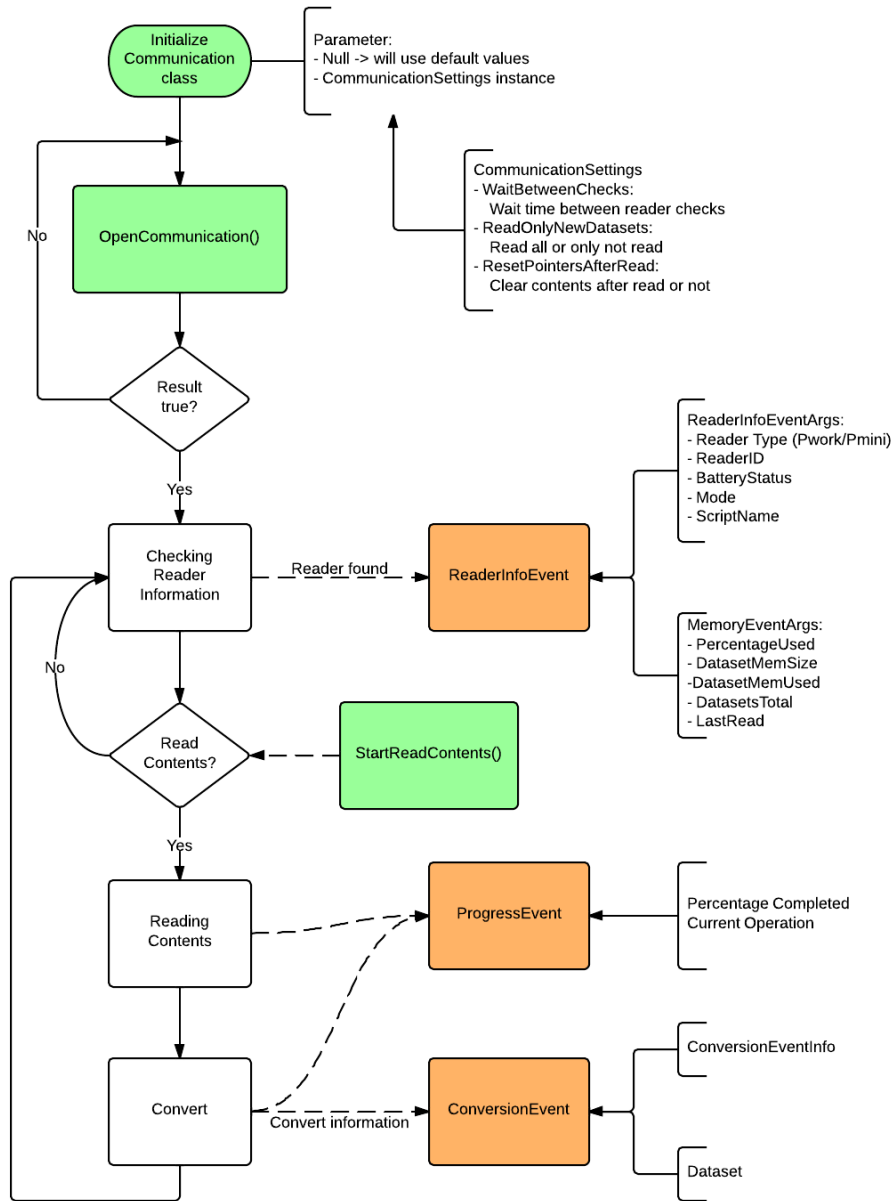 Initialize
Communication
class
Parameter:
- Null -> will use default values
- CommunicationSettings instance
CommunicationSettings
- WaitBetweenChecks:
Wait time between reader checks
- ReadOnlyNewDatasets:
Read all or only not read
- ResetPointersAfterRead:
Clear contents after read or not
No
OpenCommunication()
Result
true?
Yes
Checking
Reader
Information
Reader found
ReaderInfoEvent
ReaderInfoEventArgs:
- Reader Type (Pwork/Pmini)
- ReaderID
- BatteryStatus
- Mode
- ScriptName
MemoryEventArgs:
- PercentageUsed
- DatasetMemSize
-DatasetMemUsed
- DatasetsTotal
- LastRead
No
Read
Contents?
StartReadContents()
Yes
Reading
Contents
ProgressEvent
Percentage Completed
Current Operation
Convert
Convert information
ConversionEvent
ConversionEventInfo
Dataset